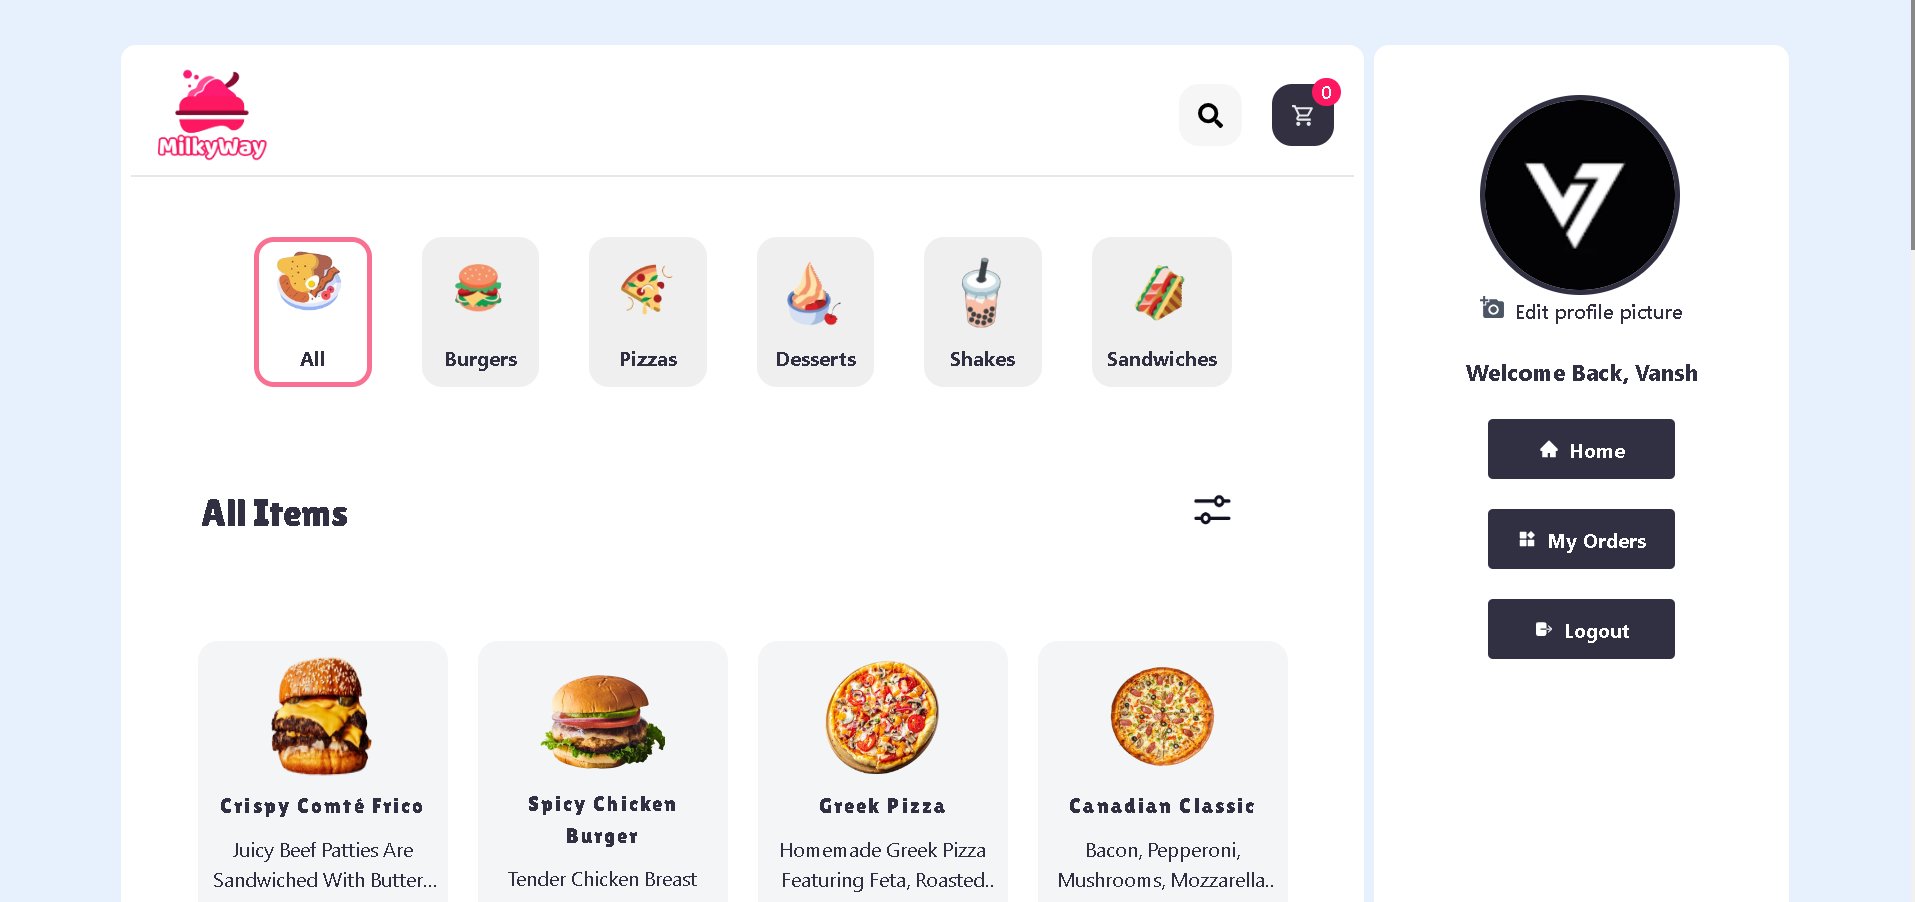 MilkyWay
0
All
Burgers
Pizzas
Desserts
Shakes
Sandwiches
All Items
Crispy Comté Frico
Juicy Beef Patties Are
Sandwiched With Butter...
Spicy Chicken
Burger
Tender Chicken Breast
Greek Pizza
Homemade Greek Pizza
Featuring Feta, Roasted..
Canadian Classic
Bacon, Pepperoni,
Mushrooms, Mozzarella..
Edit profile picture
Welcome Back, Vansh
Home
My Orders
Logout